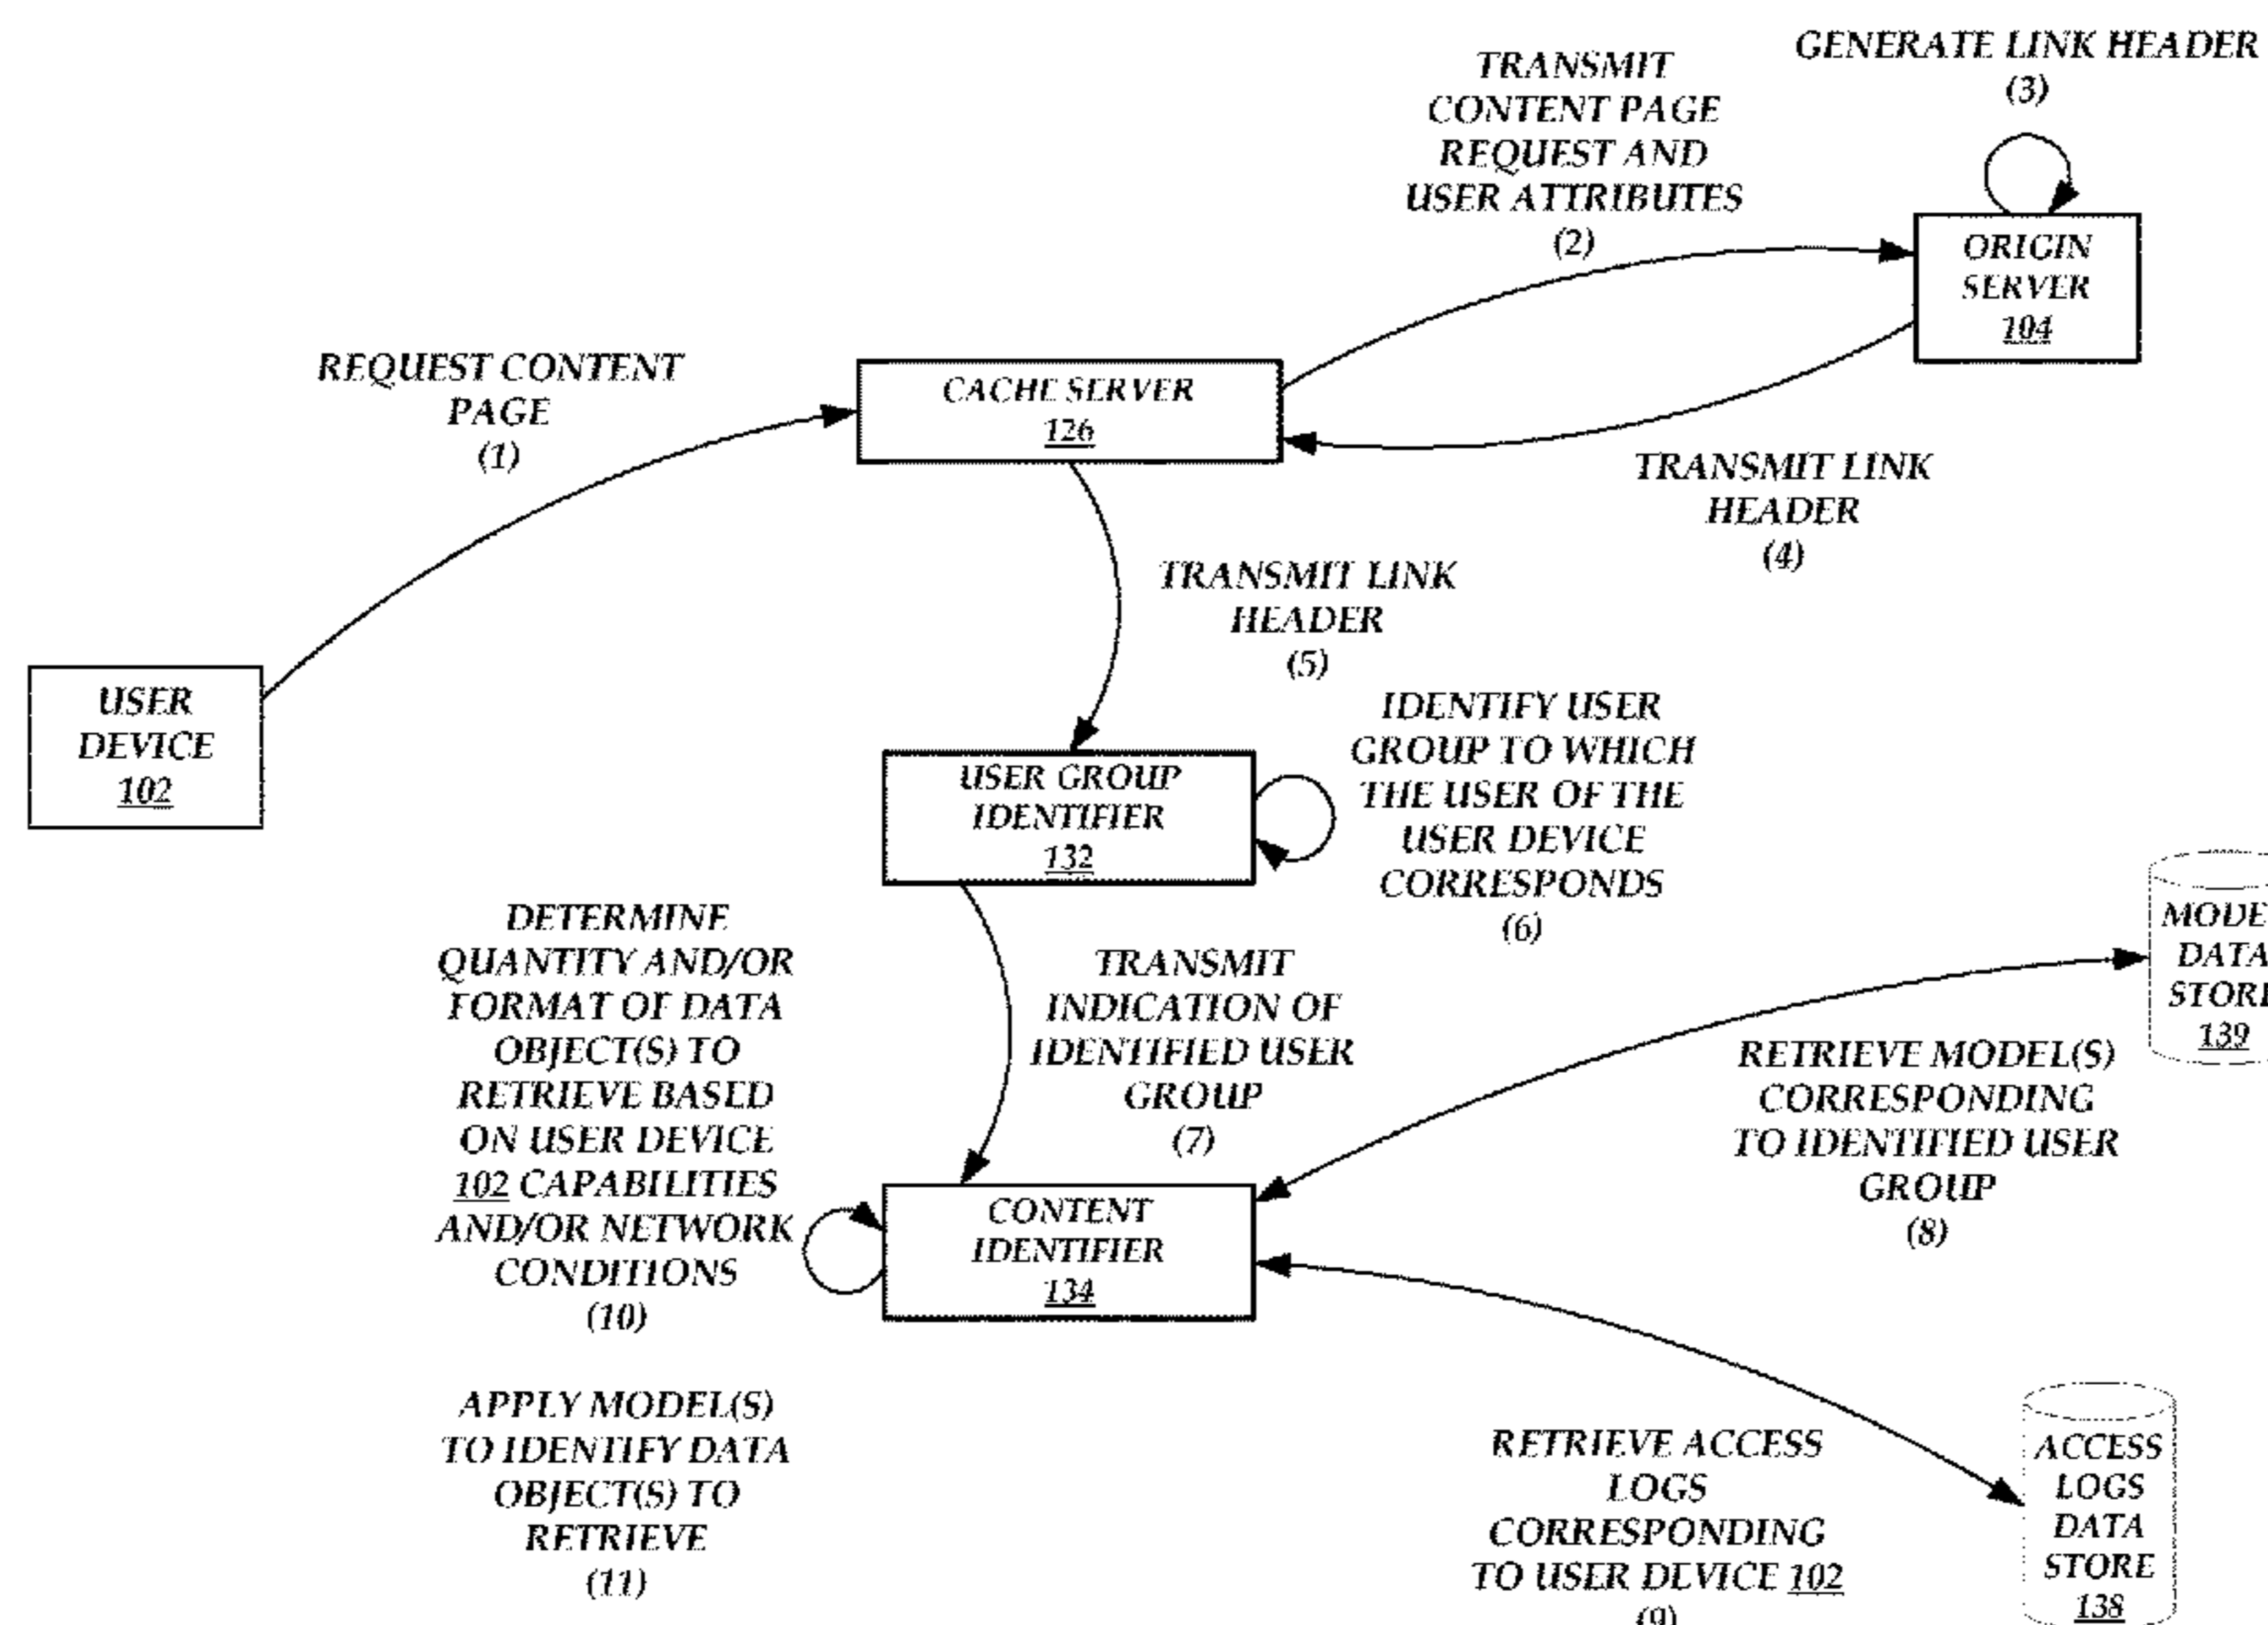 GENERATE LINK HEADER
(3)
TRANSMIT
CONTENT PAGE
REQUEST AND
USER ATTRIBUTES
(2)
ORIGIN
SERVER
104
REQUEST CONTENT
PAGE
(1)
CACHE SERVER
126
TRANSMIT LINK
HEADER
(4)
TRANSMIT LINK
HEADER
(5)
USER
DEVICE
102
USER GROUP
IDENTIFIER
132
IDENTIFY USER
GROUP TO WHICH
THE USER OF THE
USER DEVICE
CORRESPONDS
(6)
DETERMINE
QUANTITY AND/OR
FORMAT OF DATA
OBJECT(S) TO
RETRIEVE BASED
ON USER DEVICE
102 CAPABILITIES
AND/OR NETWORK
CONDITIONS
(10)
TRANSMIT
INDICATION OF
IDENTIFIED USER
GROUP
(7)
MODE
DATA
STORE
139
RETRIEVE MODEL(S)
CORRESPONDING
TO IDENTIFIED USER
GROUP
(8)
CONTENT
IDENTIFIER
134
APPLY MODEL(S)
TO IDENTIFY DATA
OBJECT(S) TO
RETRIEVE
(11)
RETRIEVE ACCESS
LOGS
CORRESPONDING
TO USER DEVICE 102
(9)
ACCESS
LOGS
DATA
STORE
138